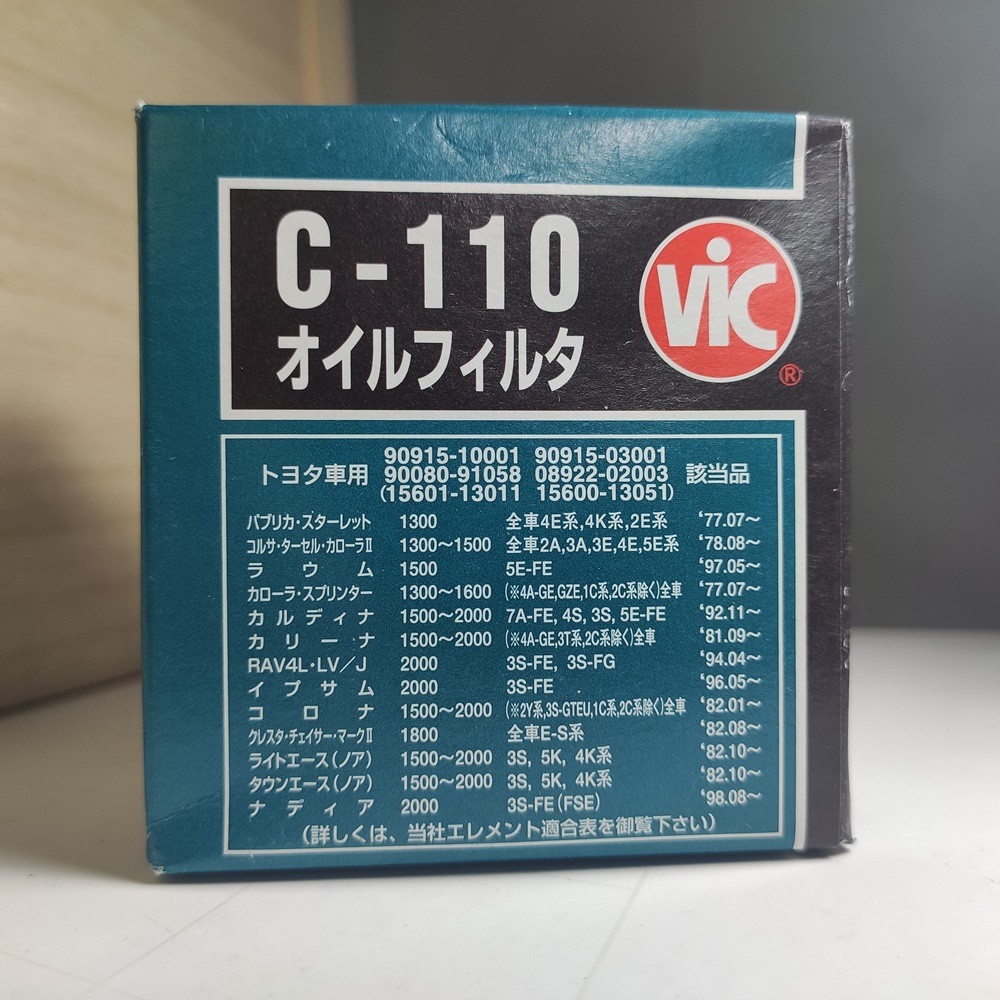 C-110
オイルフィルタ
ViC
®
トヨタ車用 90915-10001 90915-03001 該当品
90080-91058 08922-02003
(15601-13011 15600-13051)
パブリカ・スターレット 1300 全車4E系,4K系,2E系 '77.07〜
コルサ・ターセル・カローラⅡ 1300〜1500 全車2A,3A,3E,4E,5E系 '78.08〜
ラウム 1500 5E-FE '97.05〜
カローラ・スプリンター 1300〜1600 (※4A-GE,GZE,1C系,2C系除く)全車 '77.07〜
カルディナ 1500〜2000 7A-FE, 4S, 3S, 5E-FE '92.11〜
カリーナ 1500〜2000 (※4A-GE,3T系,2C系除く)全車 '81.09〜
RAV4L・LV/J 2000 3S-FE, 3S-FG '94.04〜
イプサム 2000 3S-FE '96.05〜
コロナ 1500〜2000 (※2Y系,3S-GTEU,1C系,2C系除く)全車 '82.01〜
クレスタ・チェイサー・マークⅡ 1800 全車E-S系 '82.08〜
ライトエース(ノア) 1500〜2000 3S, 5K, 4K系 '82.10〜
タウンエース(ノア) 1500〜2000 3S, 5K, 4K系 '82.10〜
ナディア 2000 3S-FE(FSE) '98.08〜
(詳しくは、当社エレメント適合表を御覧下さい)